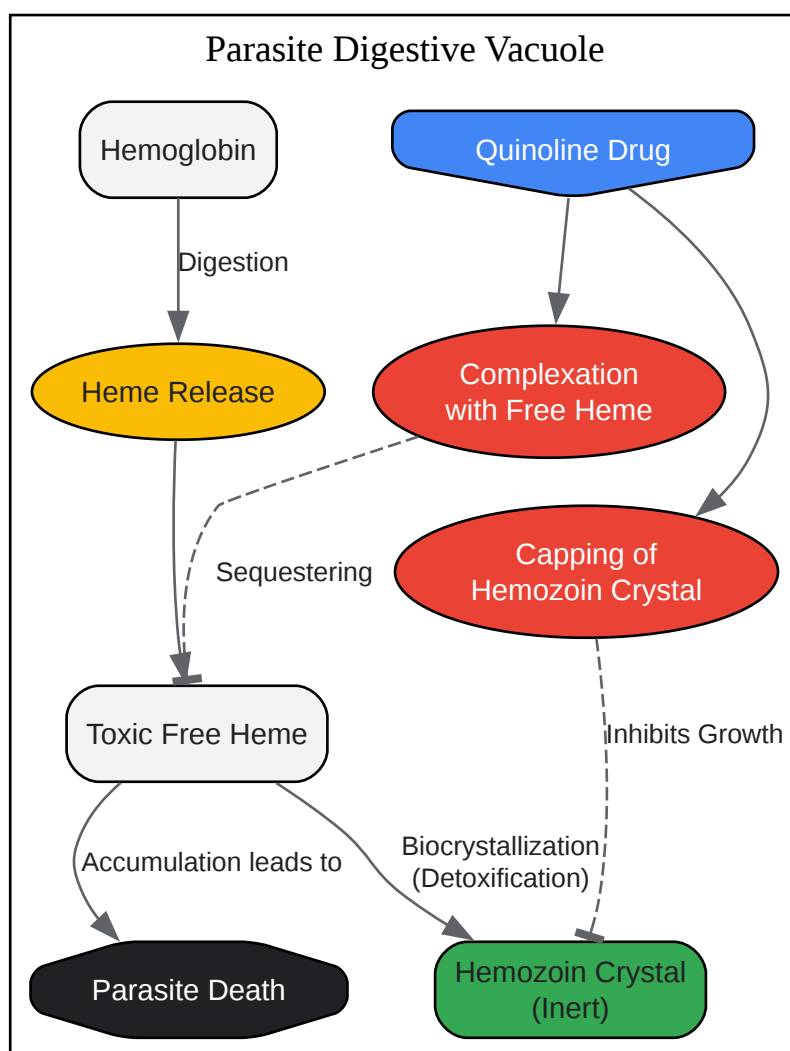 Parasite Digestive Vacuole
Hemoglobin
Quinoline Drug
Digestion
Heme Release
Complexation
with Free Heme
Sequestering
Capping of
Hemozoin Crystal
Toxic Free Heme
Inhibits Growth
Accumulation leads to
Biocrystallization
(Detoxification)
Parasite Death
Hemozoin Crystal
(Inert)